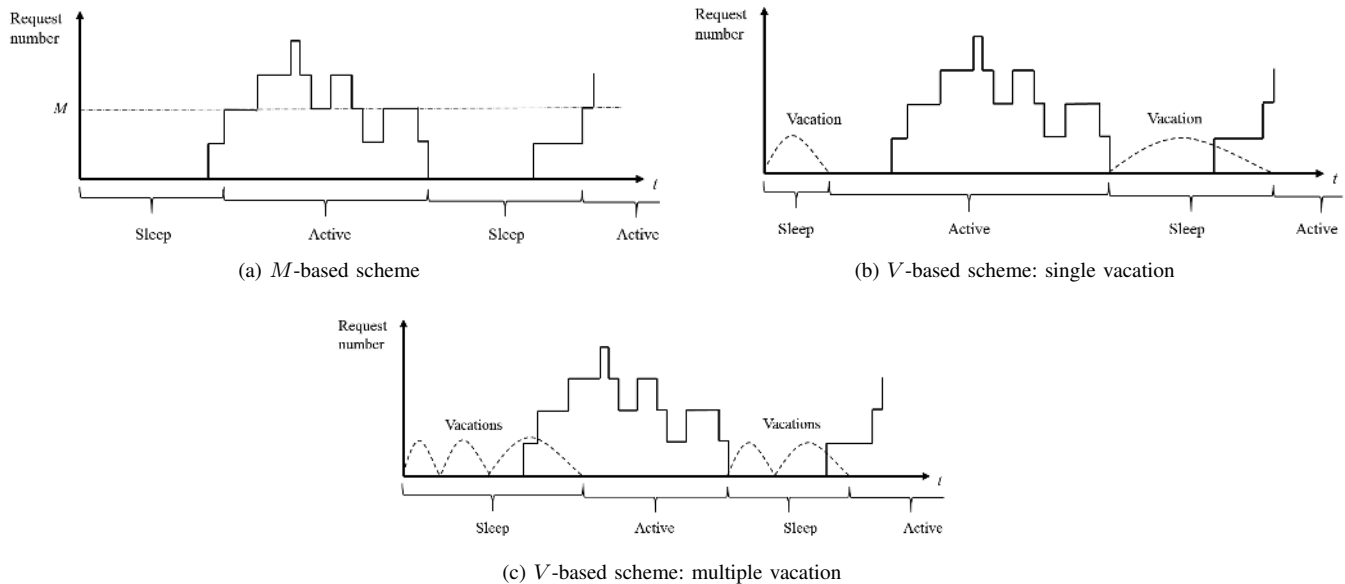 Request
number
M
t
Sleep
Active
Sleep
Active
(a) M-based scheme
Request
number
Vacation
Vacation
t
Sleep
Active
Sleep
Active
(b) V-based scheme: single vacation
Request
number
Vacations
Vacations
t
Sleep
Active
Sleep
Active
(c) V-based scheme: multiple vacation